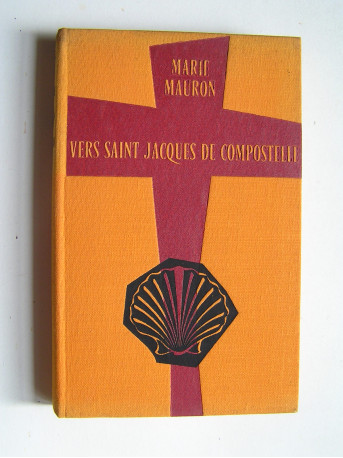 MARIE
MAURON
VERS SAINT JACQUES DE COMPOSTELLE